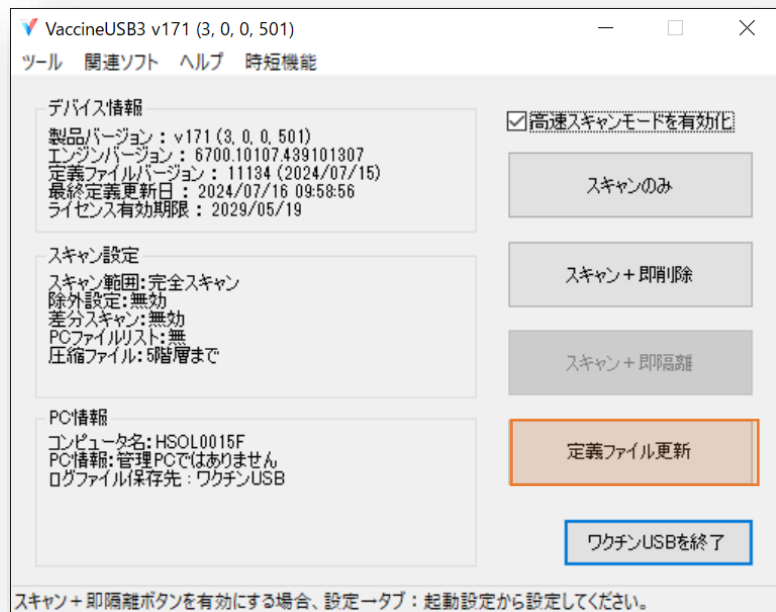 VaccineUSB3 v171 (3, 0, 0, 501)
ツール 関連ソフト ヘルプ 時短機能
デバイス情報
製品バージョン : v171 (3, 0, 0, 501)
エンジンバージョン : 6700.10107.439101307
定義ファイルバージョン : 11134 (2024/07/15)
最終定義更新日 : 2024/07/16 09:58:56
ライセンス有効期限 : 2029/05/19
高速スキャンモードを有効化
スキャンのみ
スキャン設定
スキャン範囲:完全スキャン
除外設定:無効
差分スキャン:無効
PCファイルリスト:無
圧縮ファイル:5階層まで
スキャン+即削除
スキャン+即隔離
PC情報
コンピュータ名:HSOL0015F
PC情報:管理PCではありません
ログファイル保存先 : ワクチンUSB
定義ファイル更新
ワクチンUSBを終了
スキャン+即隔離ボタンを有効にする場合、設定→タブ : 起動設定から設定してください。